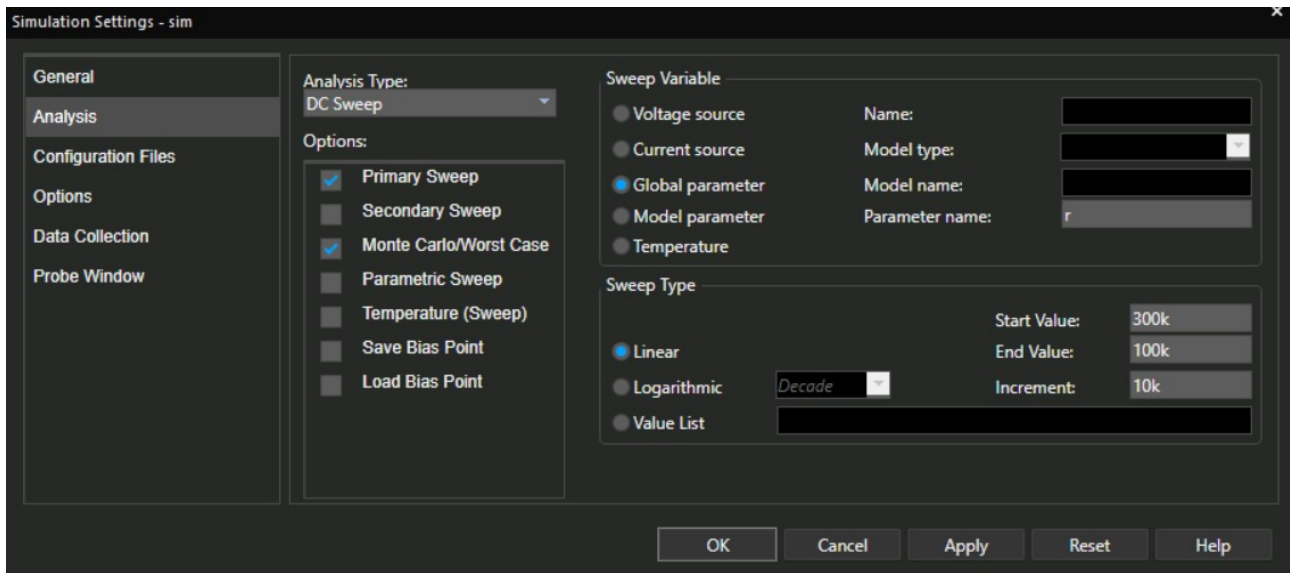 Simulation Settings - sim
General
Analysis
Configuration Files
Options
Data Collection
Probe Window
Analysis Type:
DC Sweep
Options:
Primary Sweep
Secondary Sweep
Monte Carlo/Worst Case
Parametric Sweep
Temperature (Sweep)
Save Bias Point
Load Bias Point
Sweep Variable
Voltage source
Name:
Current source
Model type:
Global parameter
Model name:
Model parameter
Parameter name: r
Temperature
Sweep Type
Start Value: 300k
Linear
End Value: 100k
Logarithmic
Decade
Increment: 10k
Value List
OK
Cancel
Apply
Reset
Help